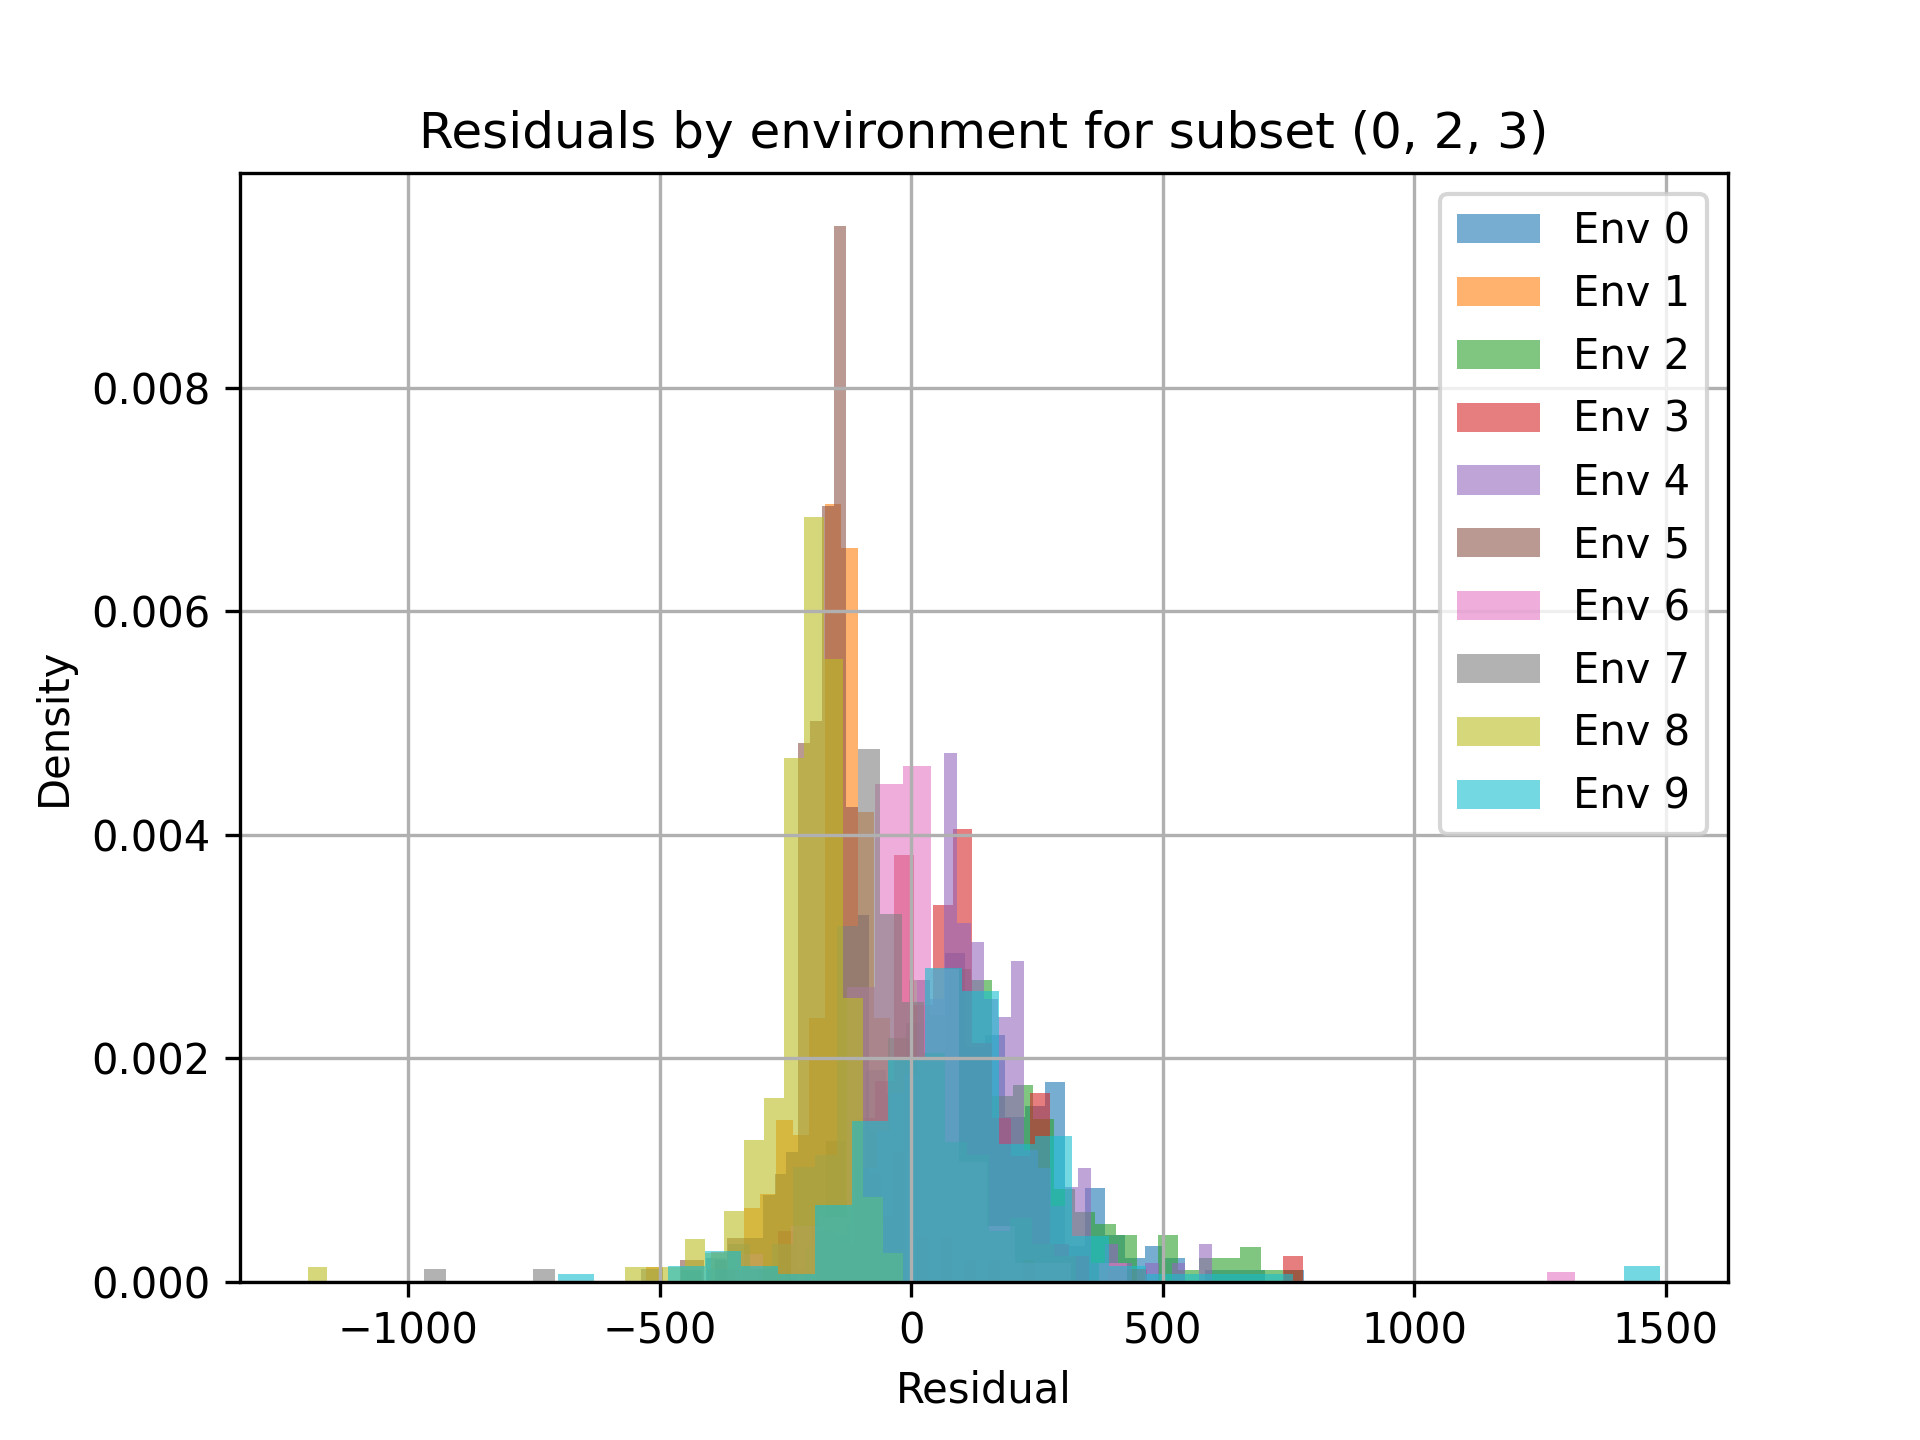 Residuals by environment for subset (0, 2, 3)
Env 0
Env 1
Env 2
Env 3
Env 4
Env 5
Env 6
Env 7
Env 8
Env 9
Density
0.008
0.006
0.004
0.002
0.000
−1000
−500
0
500
1000
1500
Residual